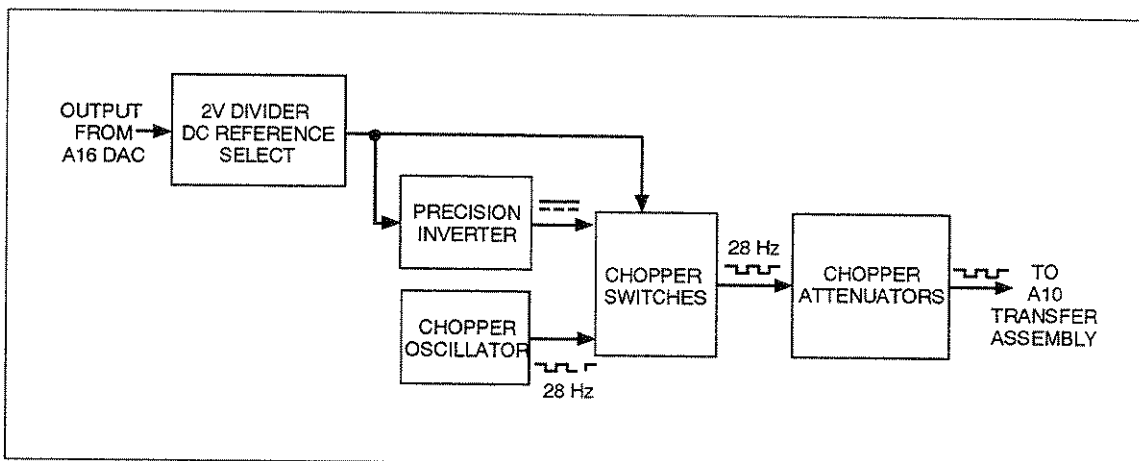 OUTPUT
FROM
A16 DAC
2V DIVIDER
DC REFERENCE
SELECT
PRECISION
INVERTER
CHOPPER
OSCILLATOR
28 Hz
CHOPPER
SWITCHES
28 Hz
CHOPPER
ATTENUATORS
TO
A10
TRANSFER
ASSEMBLY